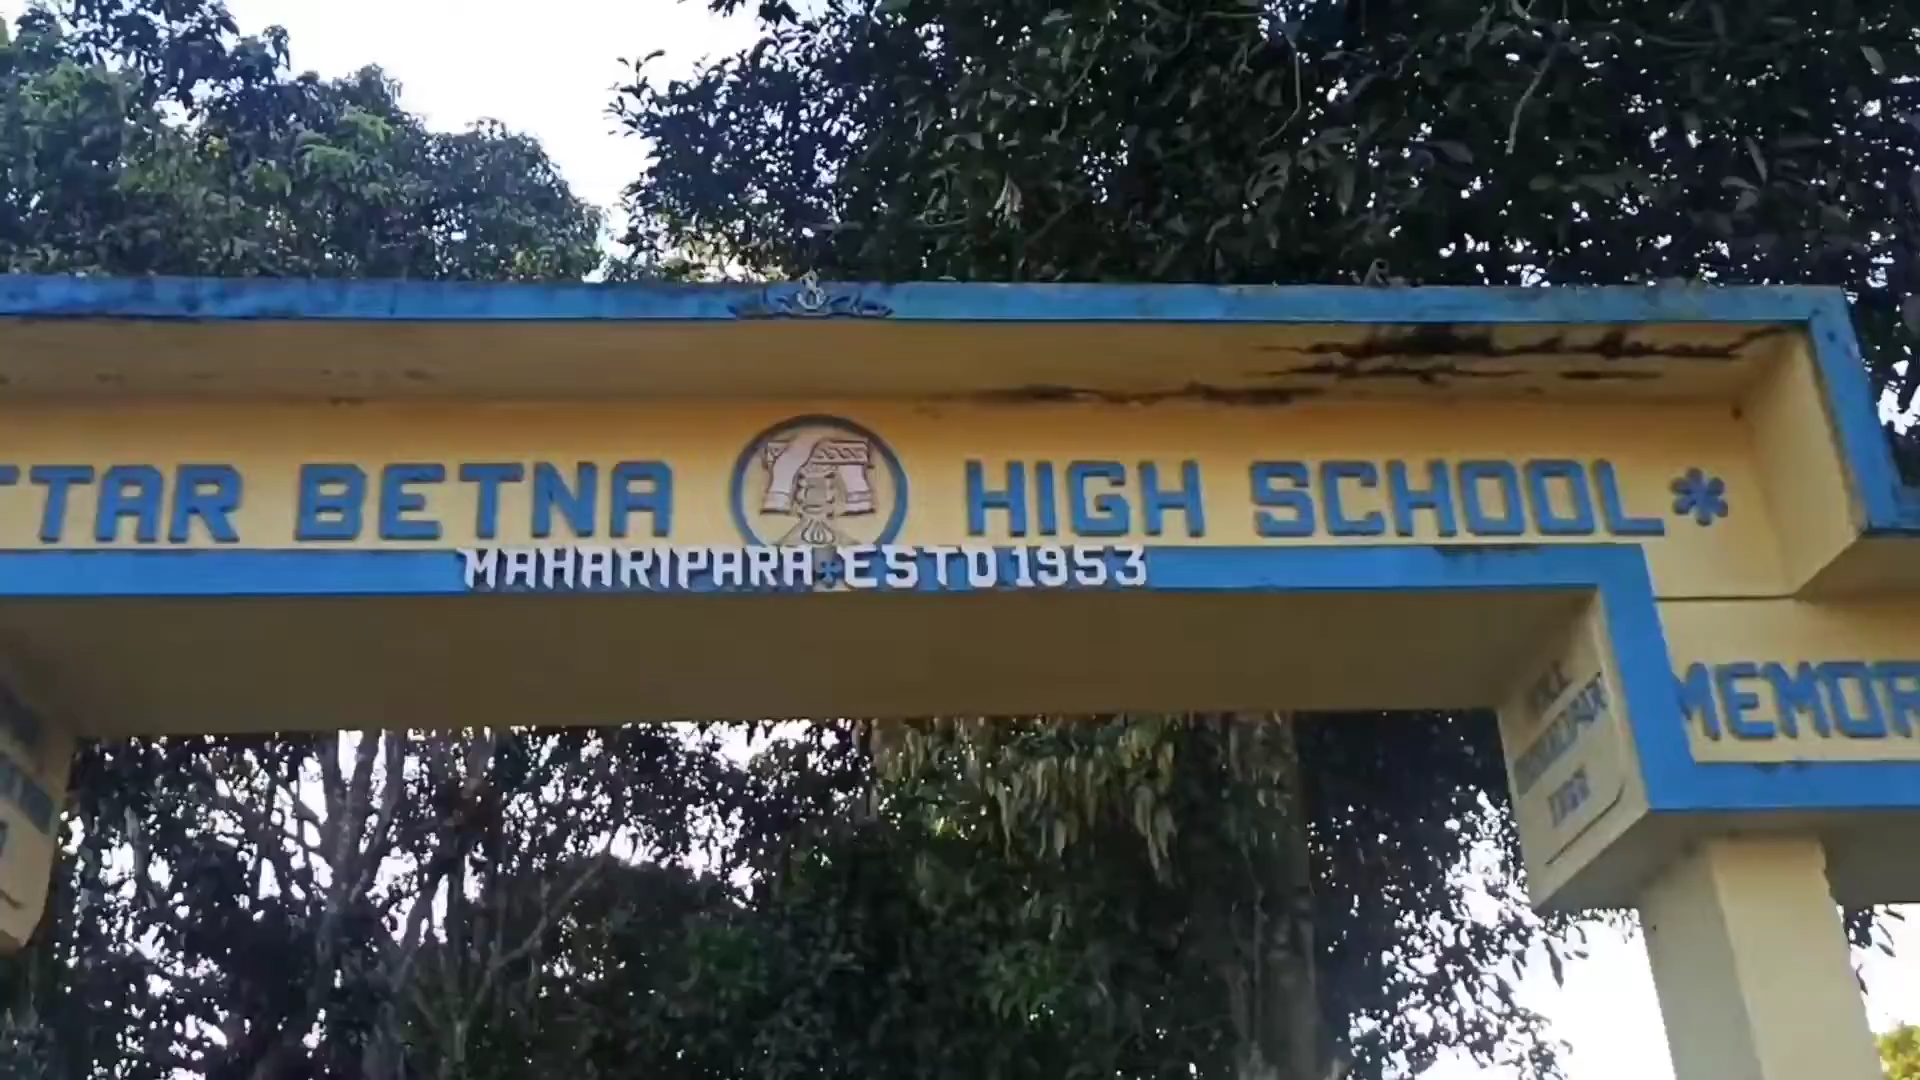 TTAR BETNA HIGH SCHOOL *
MAHARIPARA * ESTD 1953
MEMOR